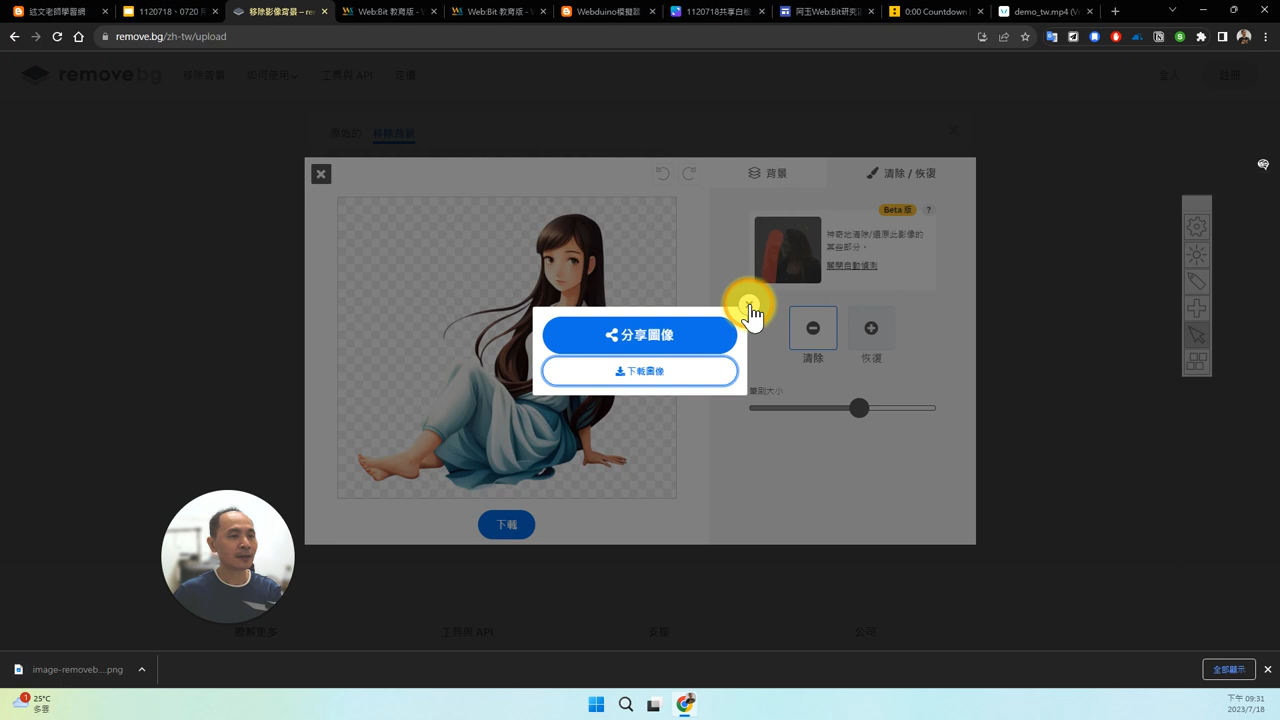 這文老師學習網
1120718、0720 
移除影像背景 – re
Web:Bit 教育版 - V
Web:Bit 教育版 - V
Webduino模擬器
1120718共享白板
阿玉Web:Bit研究
0:00 Countdown
demo_tw.mp4 (V
remove.bg/zh-tw/upload
removebg
移除背景
如何使用
工具與 API
定價
登入
註冊
原始的
移除背景
背景
清除 / 恢復
Beta 版
?
神奇地清除/還原此影像的
某些部分。
關閉自動偵測
分享圖像
下載圖像
清除
恢復
筆刷大小
下載
瞭解更多
工具與 API
支援
公司
image-removeb....png
全部顯示
1
25°C
多雲
下午 09:31
2023/7/18